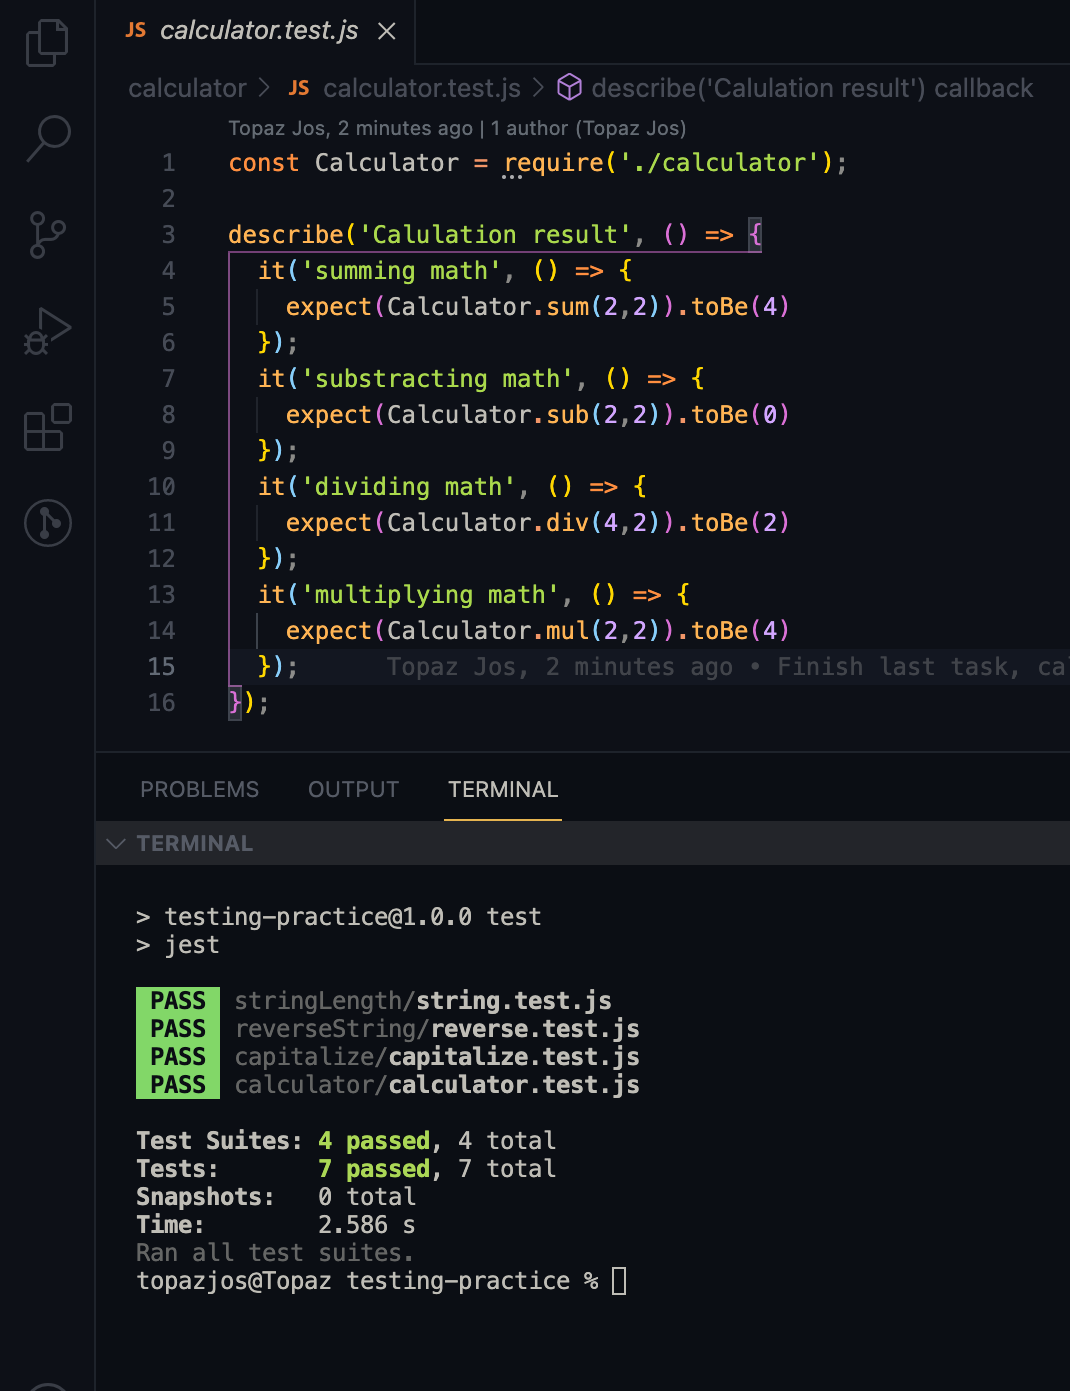 JS calculator.test.js
calculator > JS calculator.test.js > describe('Calulation result') callback
Topaz Jos, 2 minutes ago | 1 author (Topaz Jos)
1 const Calculator = require('./calculator');
2
3 describe('Calulation result', () => {
4 it('summing math', () => {
5 expect(Calculator.sum(2,2)).toBe(4)
6 });
7 it('substracting math', () => {
8 expect(Calculator.sub(2,2)).toBe(0)
9 });
10 it('dividing math', () => {
11 expect(Calculator.div(4,2)).toBe(2)
12 });
13 it('multiplying math', () => {
14 expect(Calculator.mul(2,2)).toBe(4)
15 }); Topaz Jos, 2 minutes ago • Finish last task, ca
16 });
PROBLEMS OUTPUT TERMINAL
TERMINAL
> testing-practice@1.0.0 test
> jest
PASS stringLength/string.test.js
PASS reverseString/reverse.test.js
PASS capitalize/capitalize.test.js
PASS calculator/calculator.test.js
Test Suites: 4 passed, 4 total
Tests: 7 passed, 7 total
Snapshots: 0 total
Time: 2.586 s
Ran all test suites.
topazjos@Topaz testing-practice %